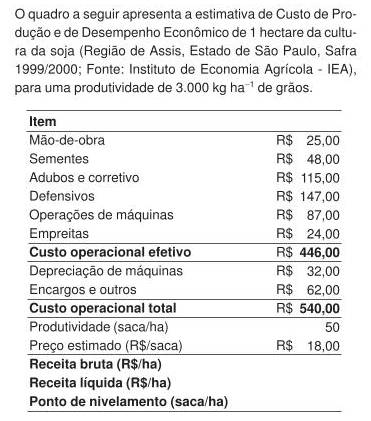 O quadro a seguir apresenta a estimativa de Custo de Pro-
dução e de Desempenho Econômico de 1 hectare da cultu-
ra da soja (Região de Assis, Estado de São Paulo, Safra
1999/2000; Fonte: Instituto de Economia Agrícola - IEA),
para uma produtividade de 3.000 kg ha⁻¹ de grãos.
Item
Mão-de-obra R$ 25,00
Sementes R$ 48,00
Adubos e corretivo R$ 115,00
Defensivos R$ 147,00
Operações de máquinas R$ 87,00
Empreitas R$ 24,00
Custo operacional efetivo R$ 446,00
Depreciação de máquinas R$ 32,00
Encargos e outros R$ 62,00
Custo operacional total R$ 540,00
Produtividade (saca/ha) 50
Preço estimado (R$/saca) R$ 18,00
Receita bruta (R$/ha)
Receita líquida (R$/ha)
Ponto de nivelamento (saca/ha)